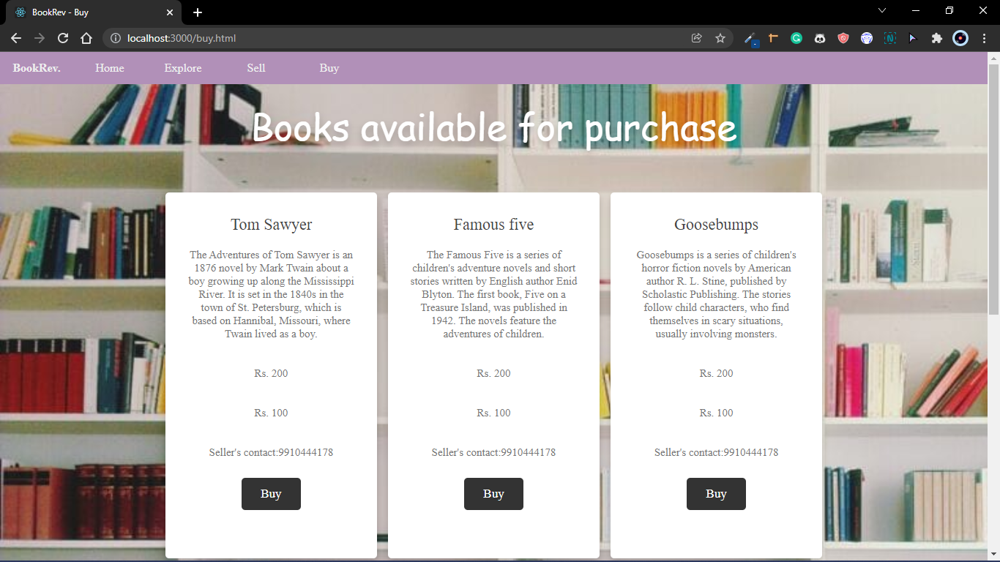 BookRev - Buy
localhost:3000/buy.html
BookRev. Home Explore Sell Buy
Books available for purchase
Tom Sawyer
The Adventures of Tom Sawyer is an
1876 novel by Mark Twain about a
boy growing up along the Mississippi
River. It is set in the 1840s in the
town of St. Petersburg, which is
based on Hannibal, Missouri, where
Twain lived as a boy.
Rs. 200
Rs. 100
Seller's contact:9910444178
Buy
Famous five
The Famous Five is a series of
children's adventure novels and short
stories written by English author Enid
Blyton. The first book, Five on a
Treasure Island, was published in
1942. The novels feature the
adventures of children.
Rs. 200
Rs. 100
Seller's contact:9910444178
Buy
Goosebumps
Goosebumps is a series of children's
horror fiction novels by American
author R. L. Stine, published by
Scholastic Publishing. The stories
follow child characters, who find
themselves in scary situations,
usually involving monsters.
Rs. 200
Rs. 100
Seller's contact:9910444178
Buy